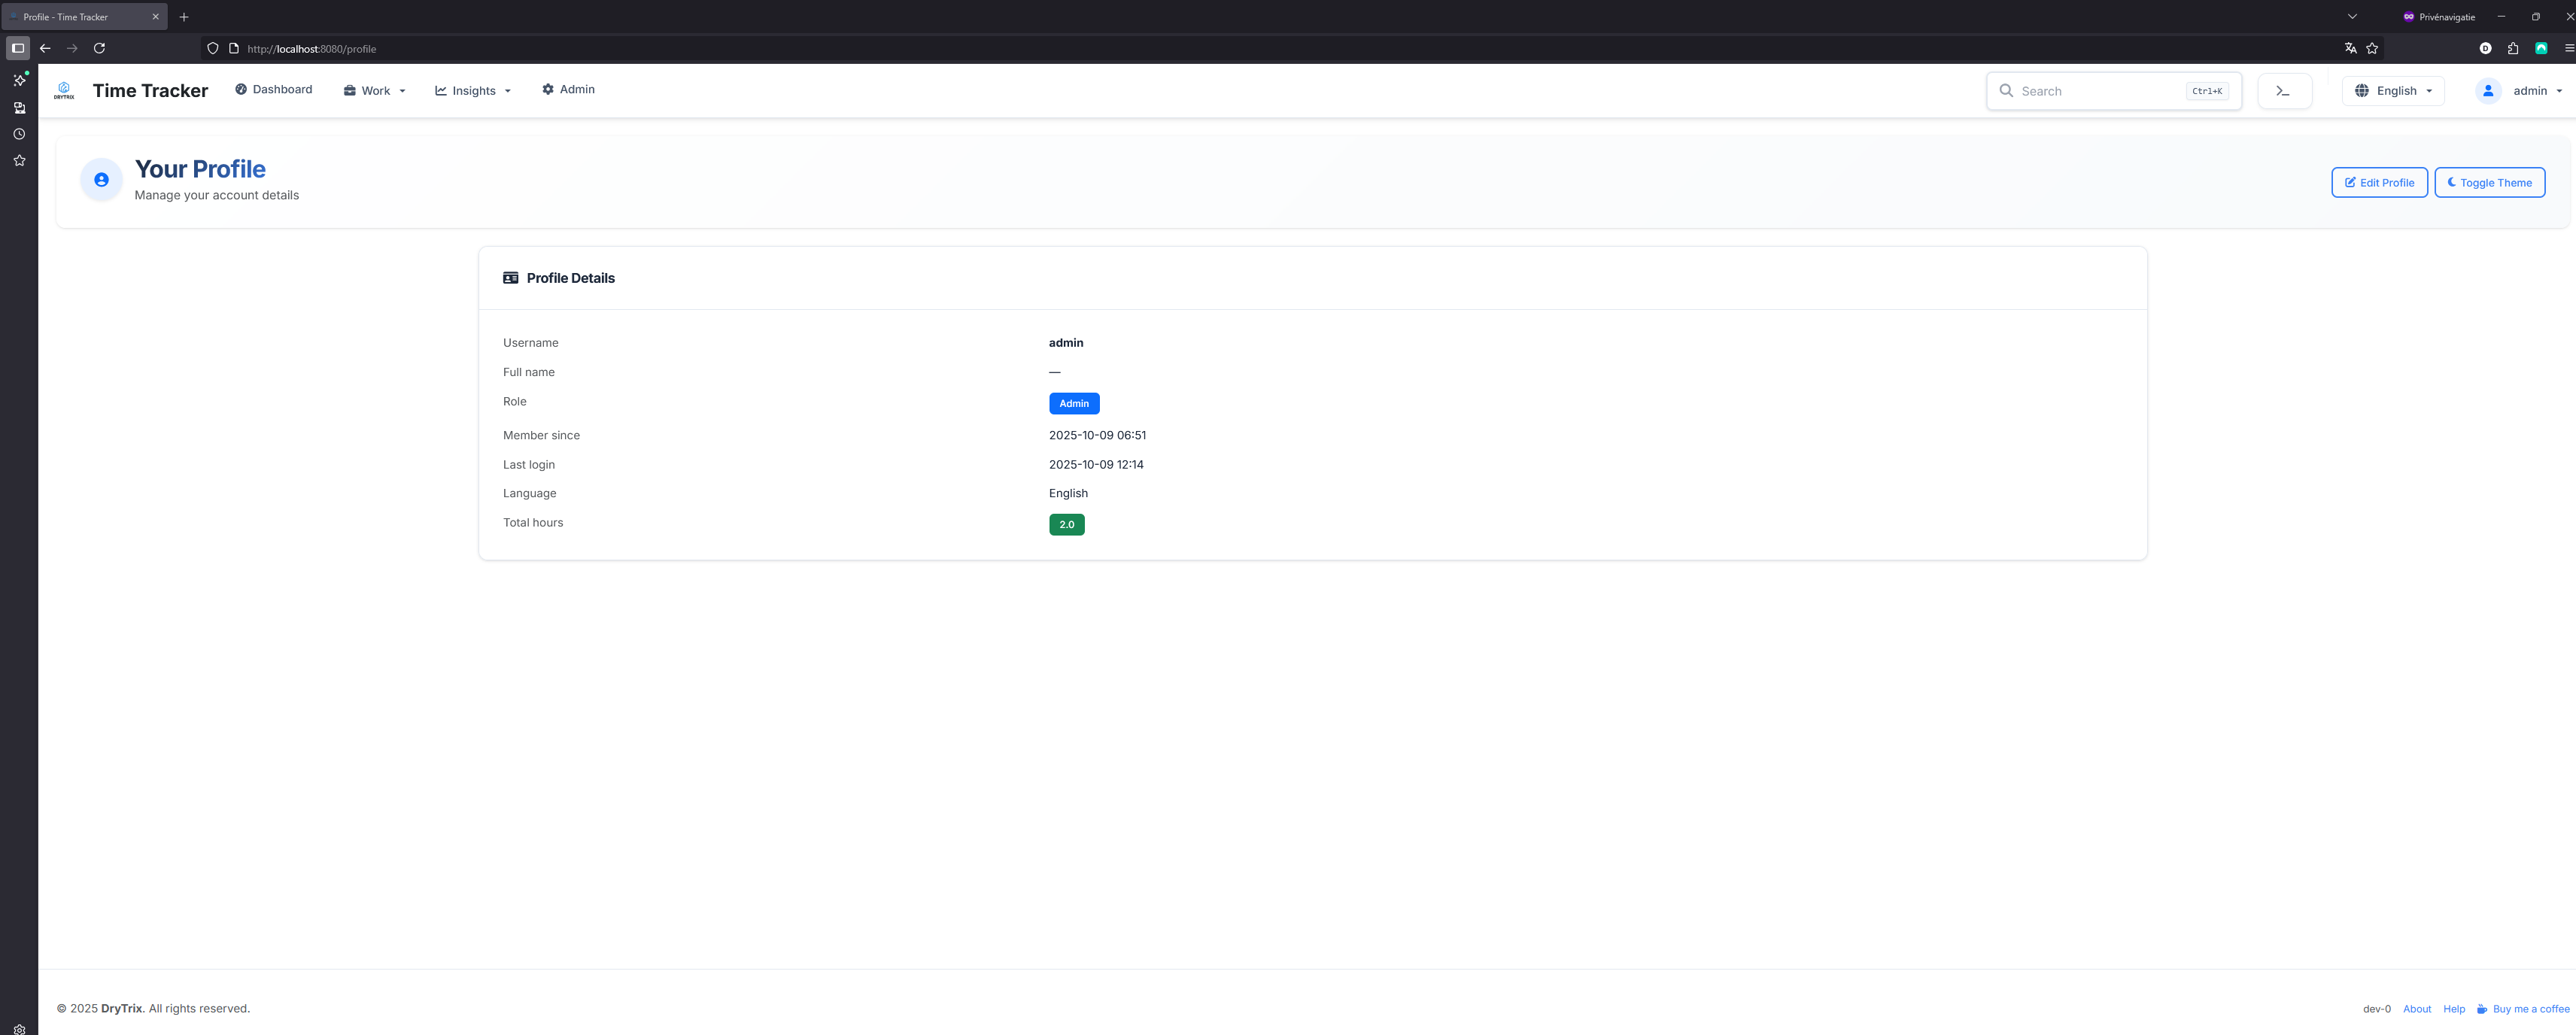 Profile - Time Tracker
Privénavigatie
http://localhost:8080/profile
DRYTRIX
Time Tracker
Dashboard
Work
Insights
Admin
Search
Ctrl+K
English
admin
Your Profile
Manage your account details
Edit Profile
Toggle Theme
Profile Details
Username admin
Full name —
Role Admin
Member since 2025-10-09 06:51
Last login 2025-10-09 12:14
Language English
Total hours 2.0
© 2025 DryTrix. All rights reserved.
dev-0 About Help Buy me a coffee